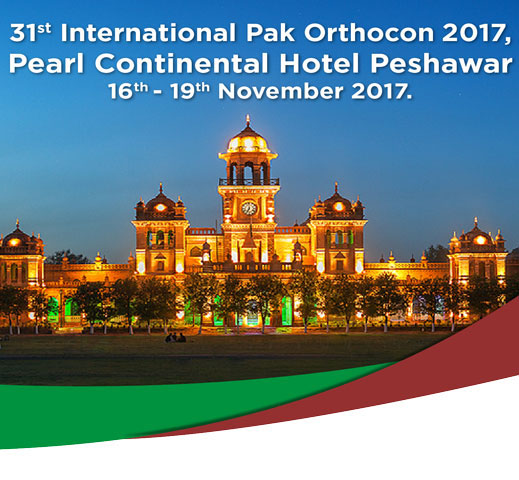 31st International Pak Orthocon 2017,
Pearl Continental Hotel Peshawar
16th - 19th November 2017.